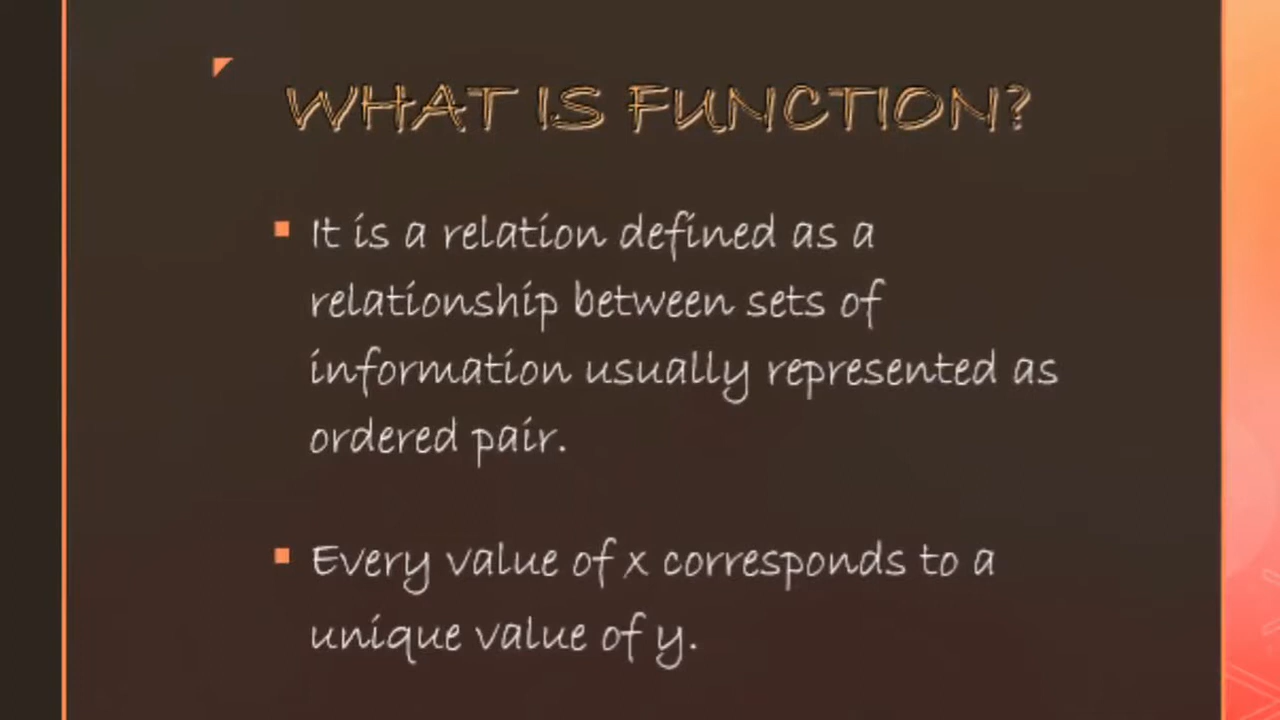 WHAT IS FUNCTION?
It is a relation defined as a
relationship between sets of
information usually represented as
ordered pair.
Every value of x corresponds to a
unique value of y.